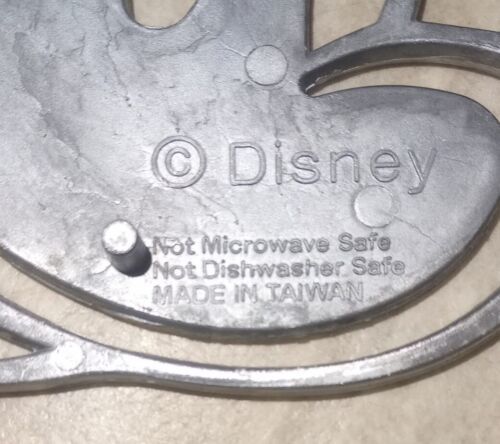 © Disney
Not Microwave Safe
Not Dishwasher Safe
MADE IN TAIWAN